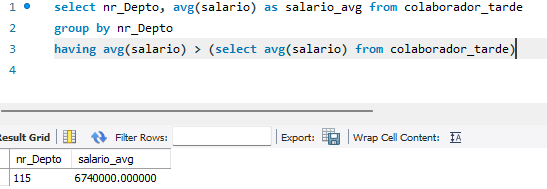 1 select nr_Depto, avg(salario) as salario_avg from colaborador_tarde
2 group by nr_Depto
3 having avg(salario) > (select avg(salario) from colaborador_tarde)
4
Result Grid Filter Rows: Export: Wrap Cell Content: IA
nr_Depto salario_avg
115 6740000.000000